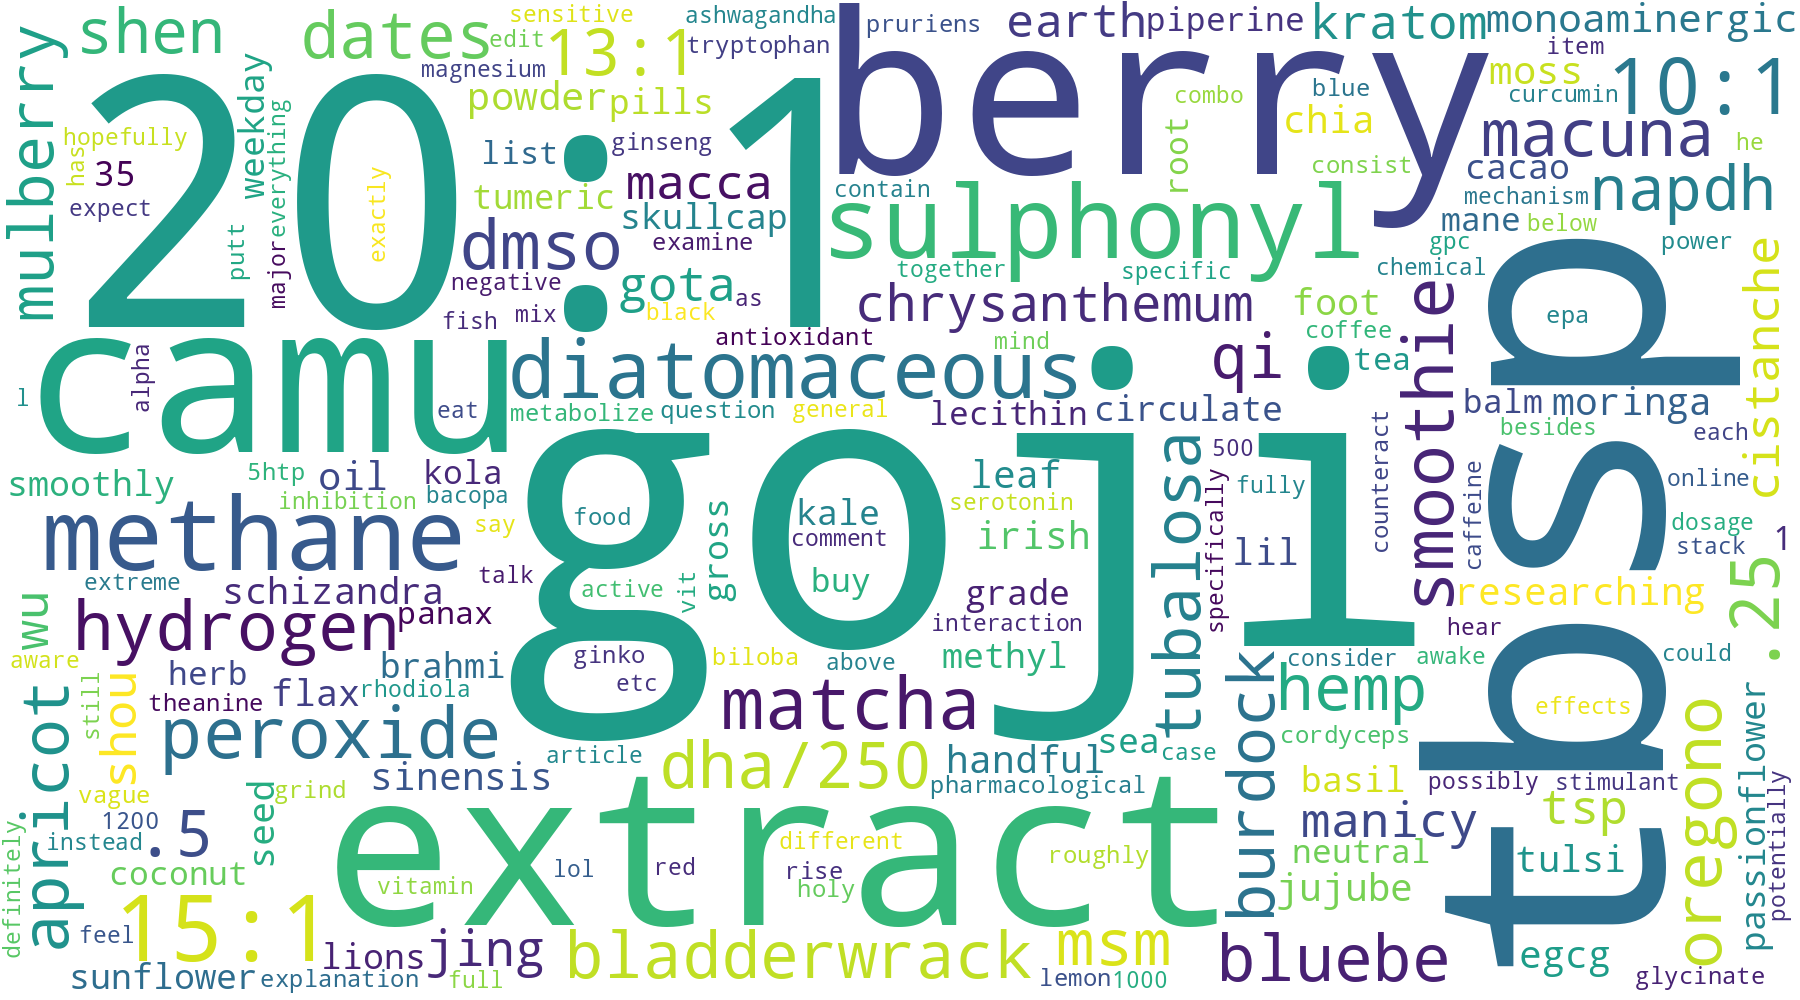 sensitive
ashwagandha
pruriens
earth
piperine
kratom
monoaminergic
mulberry
shen
dates
edit
13:1
tryptophan
berry
item
magnesium
weekday
everything
20:1
powder
pills
combo
blue
moss
curcumin
10:1
hopefully
list
ginseng
root
chia
macuna
he
has
35
exactly
tumeric
macca
contain
consist
cacao
mechanism
napdh
expect
skullcap
sulphonyl
mane
below
putt
major
dmso
examine
gpc
power
negative
gota
as
together
specific
chemical
cistanche
fish
mix
black
chrysanthemum
foot
smoothie
epa
antioxidant
mind
coffee
alpha
camu
diatomaceous
qi
tea
l
eat
metabolize
question
general
lecithin
circulate
balm
moringa
tbsp
besides
each
smoothly
5htp
oil
kola
goji
leaf
tubalosa
500
counteract
caffeine
online
inhibition
bacopa
serotonin
specifically
fully
methane
say
food
kale
comment
irish
lil
dosage
stack
1
gross
extreme
schizandra
talk
active
vit
buy
grade
researching
.25
wu
hydrogen
panax
interaction
hear
aware
herb
brahmi
ginko
biloba
above
methyl
consider
awake
could
still
theanine
flax
rhodiola
etc
matcha
burdock
hemp
effects
oregono
apricot
shou
peroxide
article
dha/250
handful
sea
case
cordyceps
passionflower
vague
seed
grind
sinensis
pharmacological
basil
possibly
stimulant
potentially
1200
.5
extract
manicy
tsp
definitely
instead
coconut
different
roughly
neutral
tulsi
vitamin
lol
red
rise
holy
jujube
15:1
feel
lions
jing
bladderwrack
msm
bluebe
egcg
sunflower
explanation
full
lemon
1000
glycinate